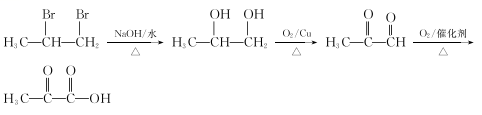 Br Br OH OH O O
H₃C—CH—CH₂ NaOH/水 △ H₃C—CH—CH₂ O₂/Cu △ H₃C—C—CH O₂/催化剂 △
O O
H₃C—C—C—OH